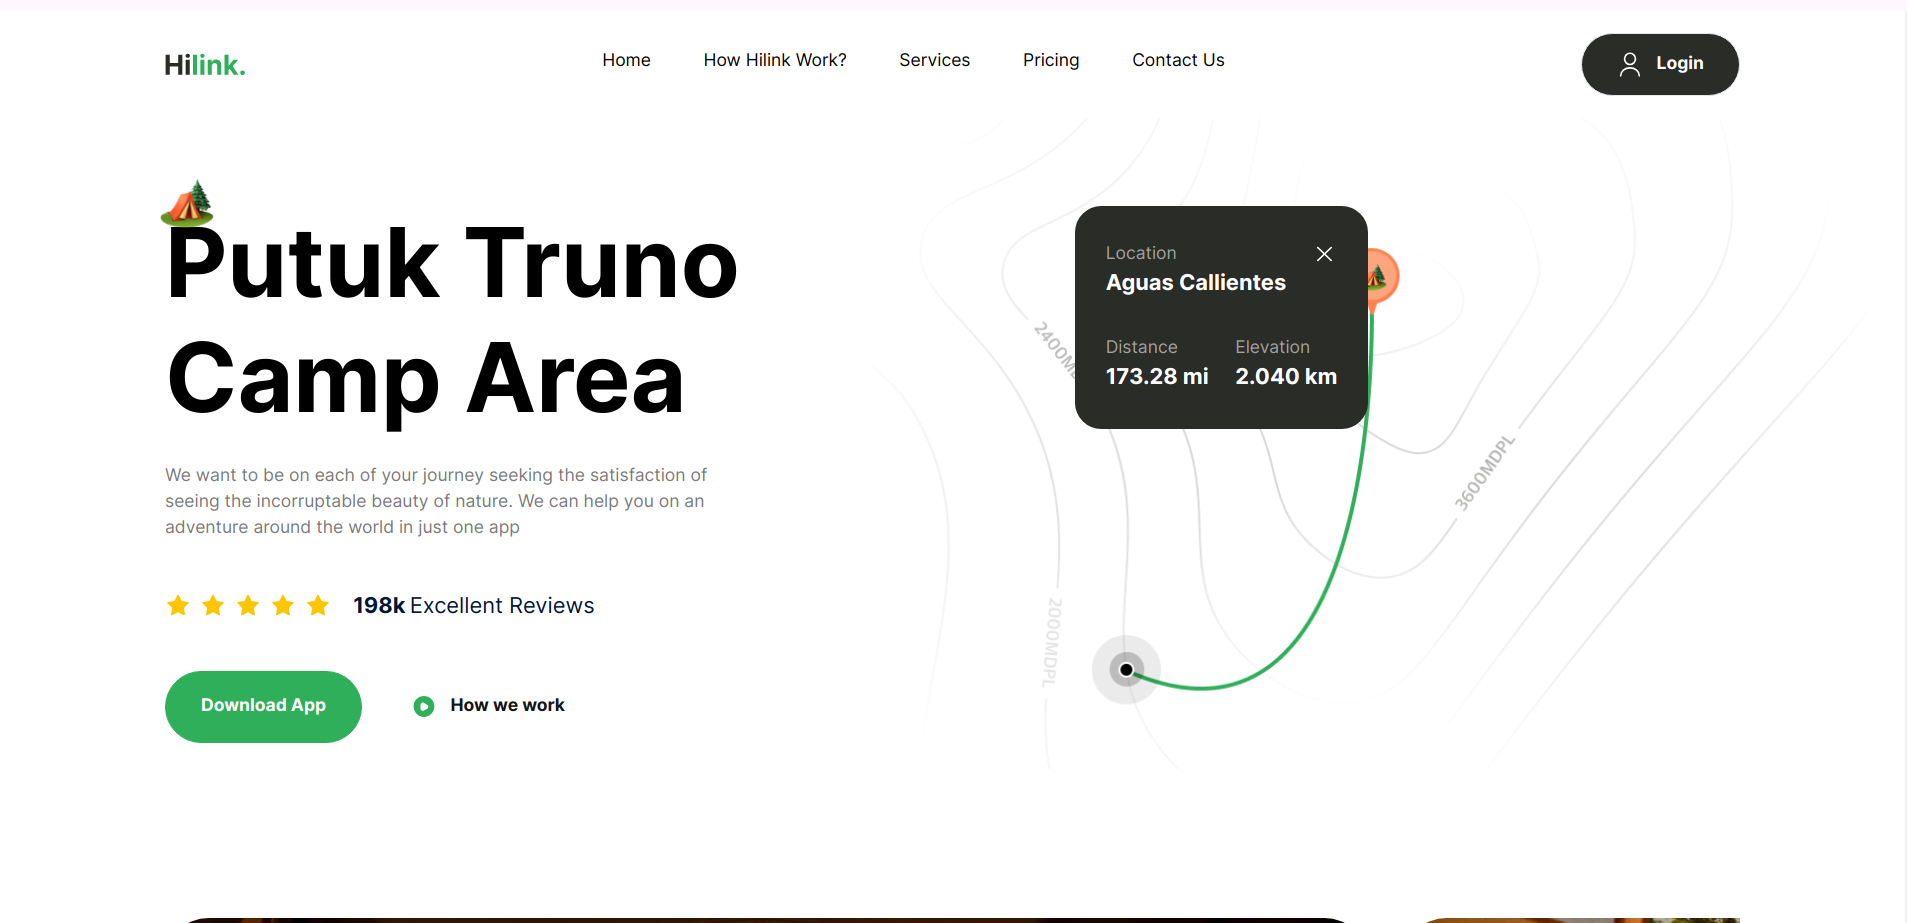 Hilink.
Home
How Hilink Work?
Services
Pricing
Contact Us
Login
Putuk Truno
Camp Area
We want to be on each of your journey seeking the satisfaction of
seeing the incorruptable beauty of nature. We can help you on an
adventure around the world in just one app
198k Excellent Reviews
Download App
How we work
Location
Aguas Callientes
Distance
Elevation
173.28 mi
2.040 km
3600MDPL
2000MDPL